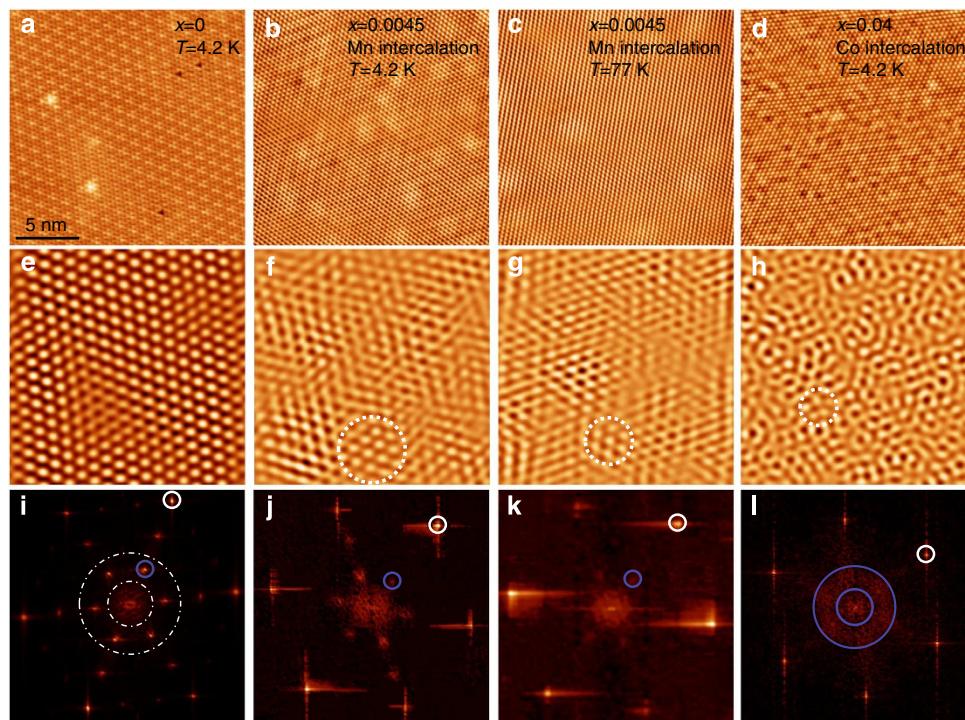 a
x=0
T=4.2 K
5 nm
b
x=0.0045
Mn intercalation
T=4.2 K
c
x=0.0045
Mn intercalation
T=77 K
d
x=0.04
Co intercalation
T=4.2 K
e
f
g
h
i
j
k
l